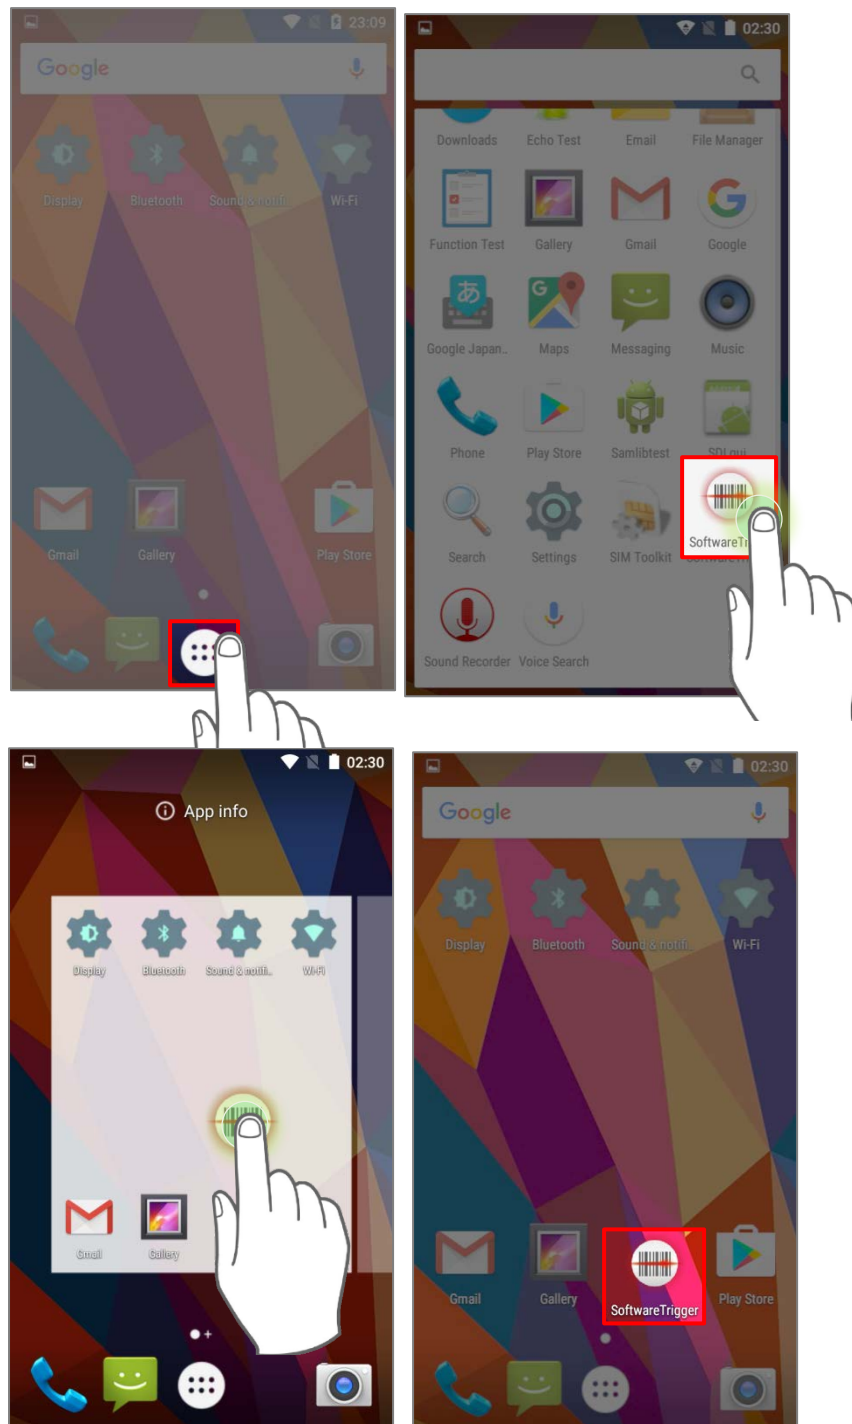 23:09
Google
Display Bluetooth Sound & notifi.. Wi-Fi
Gmail Gallery Play Store
02:30
Downloads Echo Test Email File Manager
Function Test Gallery Gmail Google
Google Japan.. Maps Messaging Music
Phone Play Store Samlibtest SDLgui
SoftwareTr
Search Settings SIM Toolkit
Sound Recorder Voice Search
02:30
App info
Display Bluetooth Sound & notifi.. Wi-Fi
Gmail Gallery
02:30
Google
Display Bluetooth Sound & notifi.. Wi-Fi
Gmail Gallery SoftwareTrigger Play Store